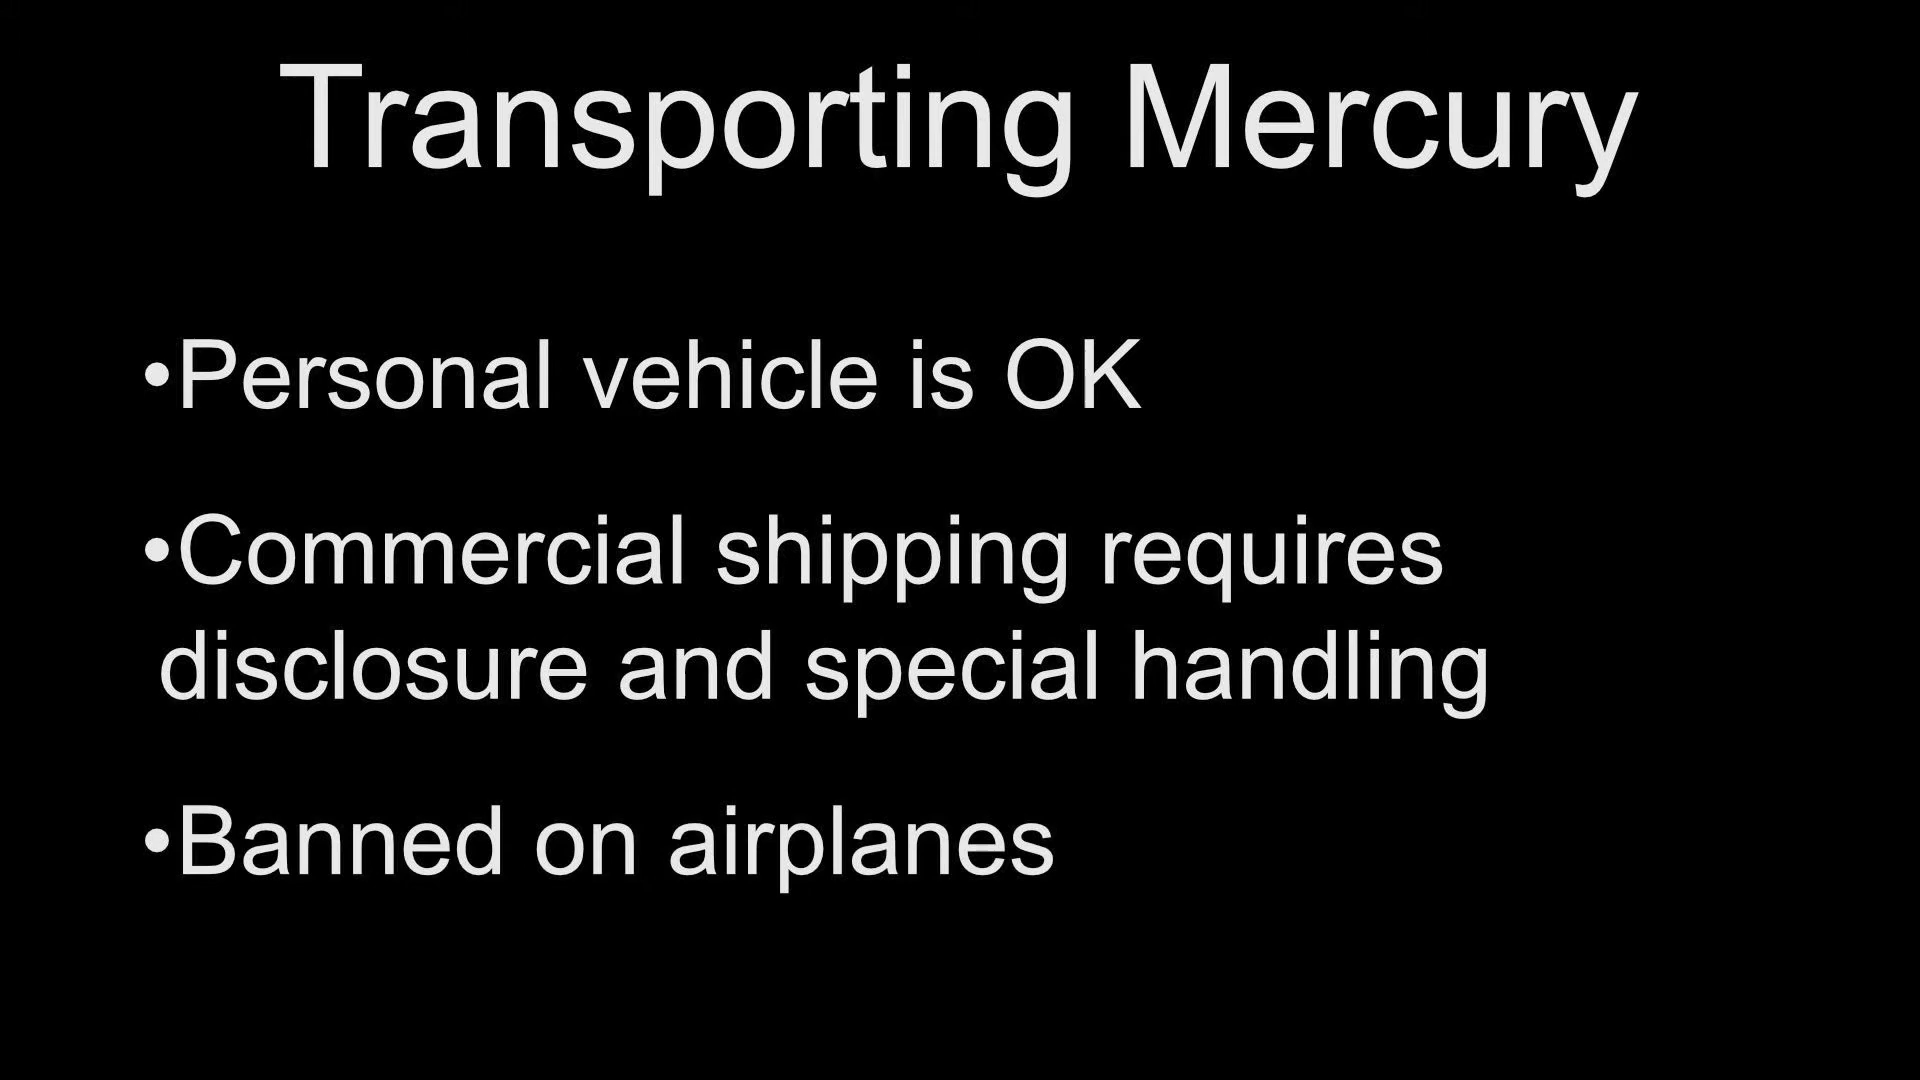 Transporting Mercury
•Personal vehicle is OK
•Commercial shipping requires
disclosure and special handling
•Banned on airplanes